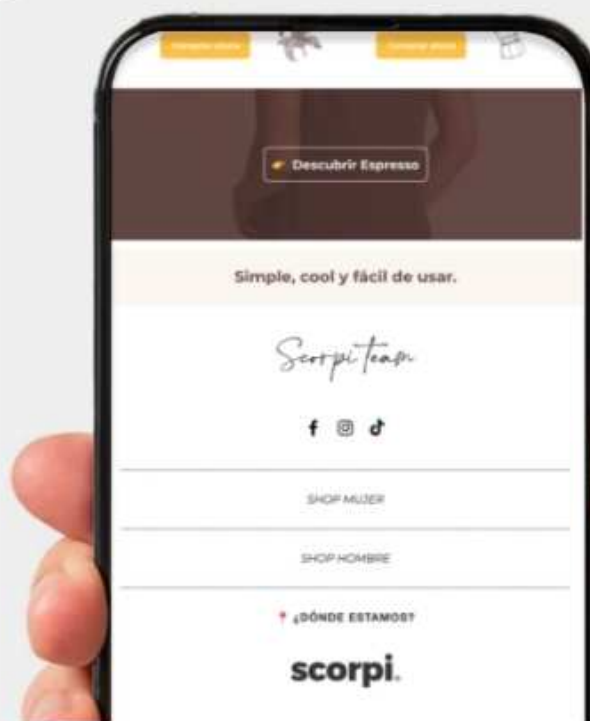 👉 Descubrir Espresso
Simple, cool y fácil de usar.
Scorpi team
SHOP MUJER
SHOP HOMBRE
📍 ¿DÓNDE ESTAMOS?
scorpi.